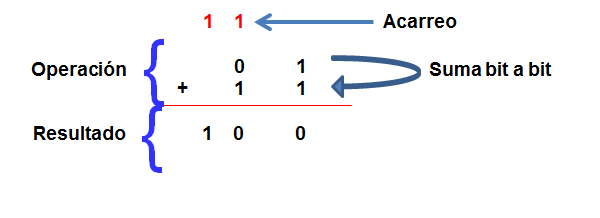 1 1 Acarreo
Operación 0 1 Suma bit a bit
+ 1 1
Resultado 1 0 0